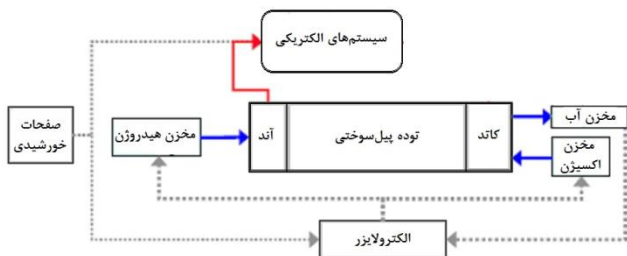 سیستم‌های الکتریکی
صفحات
خورشیدی
مخزن هیدروژن
آند
توده پیل‌سوختی
کاتد
مخزن آب
مخزن
اکسیژن
الکترولایزر